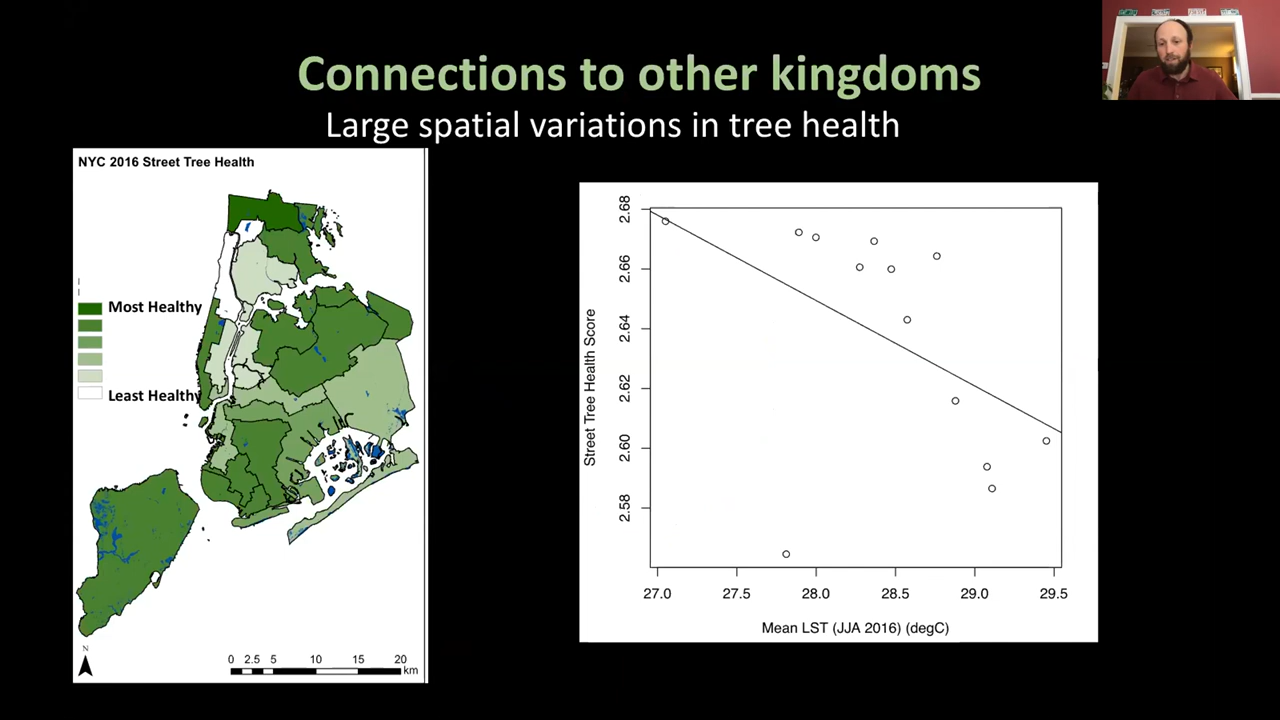 Connections to other kingdoms
Large spatial variations in tree health
NYC 2016 Street Tree Health
Most Healthy
Least Healthy
N
0 2.5 5 10 15 20
km
Street Tree Health Score
2.68
2.66
2.64
2.62
2.60
2.58
27.0 27.5 28.0 28.5 29.0 29.5
Mean LST (JJA 2016) (degC)